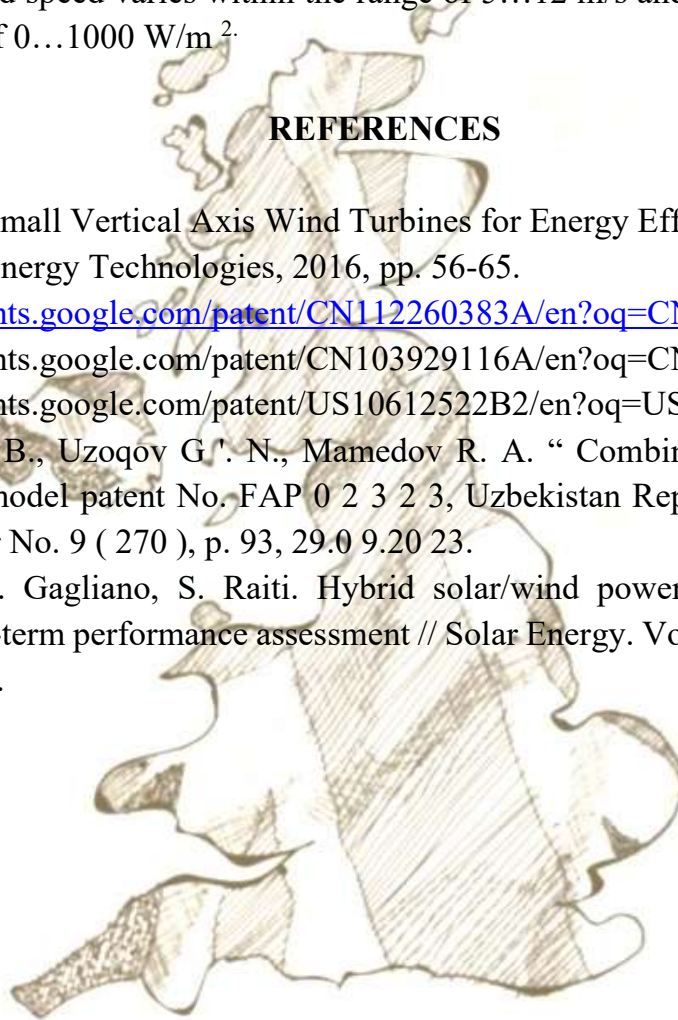 d speed varies within the range of 3…12 m/s and
f 0…1000 W/m 2.
REFERENCES
mall Vertical Axis Wind Turbines for Energy Eff
nergy Technologies, 2016, pp. 56-65.
nts.google.com/patent/CN112260383A/en?oq=CN
nts.google.com/patent/CN103929116A/en?oq=CN
nts.google.com/patent/US10612522B2/en?oq=US
B., Uzoqov G '. N., Mamedov R. A. “ Combin
model patent No. FAP 0 2 3 2 3, Uzbekistan Rep
r No. 9 ( 270 ), p. 93, 29.0 9.20 23.
. Gagliano, S. Raiti. Hybrid solar/wind power
-term performance assessment // Solar Energy. Vo
.